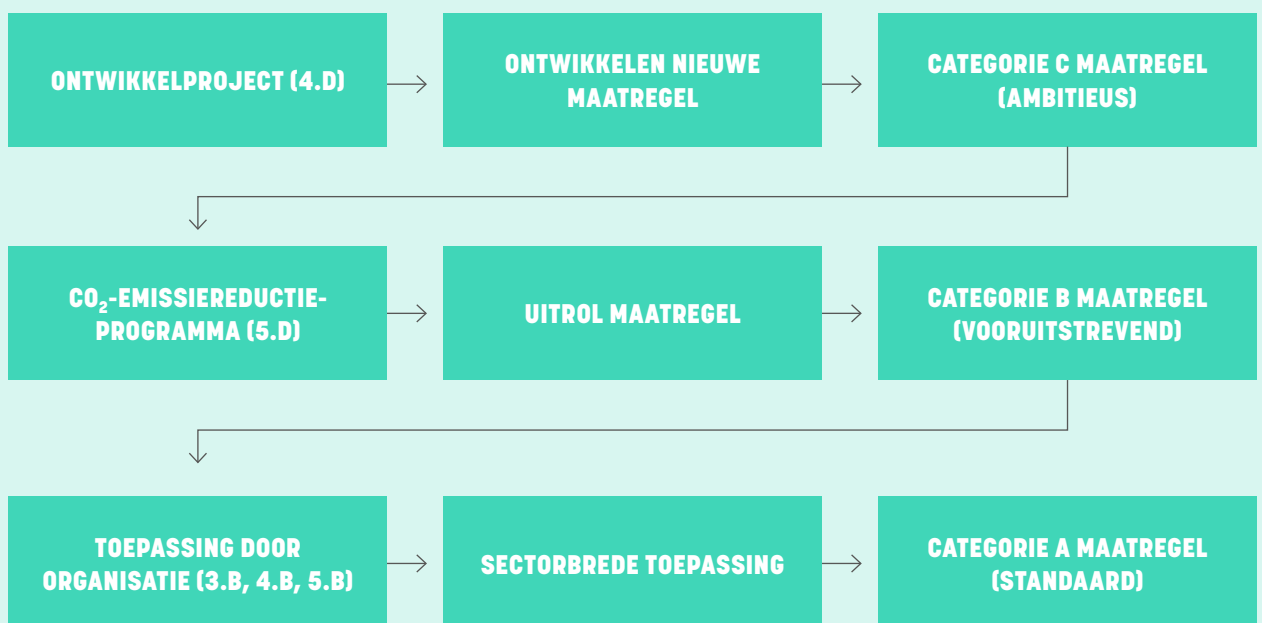 ONTWIKKELPROJECT (4.D)
ONTWIKKELEN NIEUWE
MAATREGEL
CATEGORIE C MAATREGEL
(AMBITIEUS)
CO₂-EMISSIEREDUCTIE-
PROGRAMMA (5.D)
UITROL MAATREGEL
CATEGORIE B MAATREGEL
(VOORUITSTREVEND)
TOEPASSING DOOR
ORGANISATIE (3.B, 4.B, 5.B)
SECTORBREDE TOEPASSING
CATEGORIE A MAATREGEL
(STANDAARD)